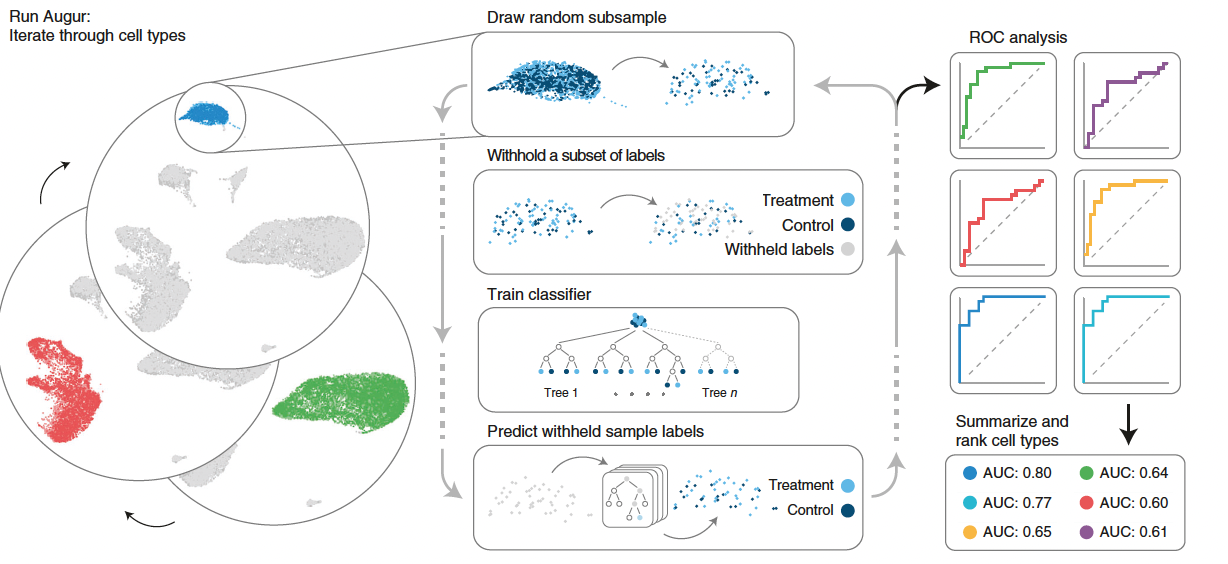 Run Augur:
Iterate through cell types
Draw random subsample
Withhold a subset of labels
Treatment
Control
Withheld labels
Train classifier
Tree 1
Tree n
Predict withheld sample labels
Treatment
Control
ROC analysis
Summarize and
rank cell types
AUC: 0.80
AUC: 0.64
AUC: 0.77
AUC: 0.60
AUC: 0.65
AUC: 0.61